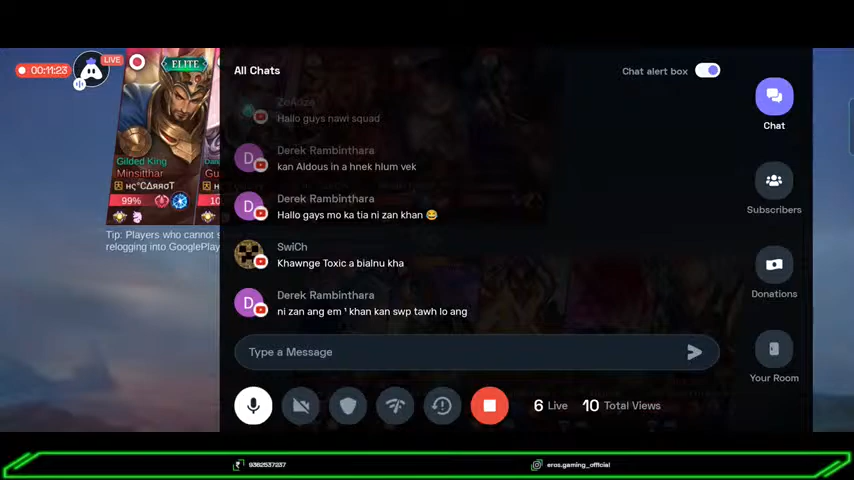 00:11:23
LIVE
ELITE
Gilded King
Minsitthar
99%
10
Tip: Players who cannot
relogging into GooglePlay
All Chats
Chat alert box
ZoAdze
Hallo guys nawi squad
Derek Rambinthara
kan Aldous in a hnek hlum vek
Derek Rambinthara
Hallo gays mo ka tia ni zan khan 😂
SwiCh
Khawnge Toxic a bialnu kha
Derek Rambinthara
ni zan ang em ' khan kan swp tawh lo ang
Type a Message
6 Live
10 Total Views
Chat
Subscribers
Donations
Your Room
9362537237
eros.gaming_official